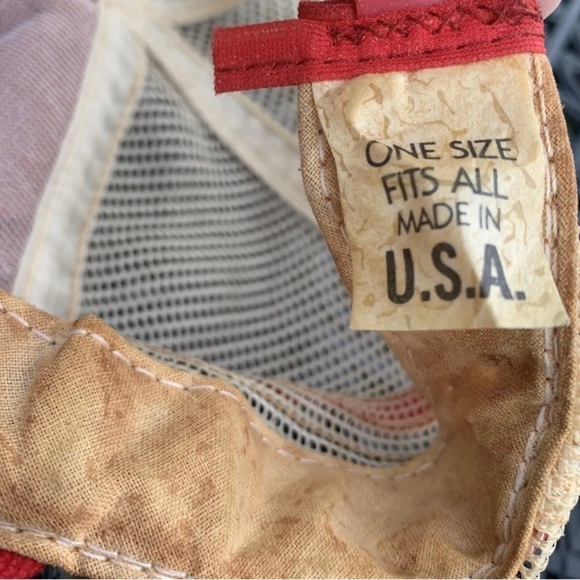 ONE SIZE
FITS ALL
MADE IN
U.S.A.